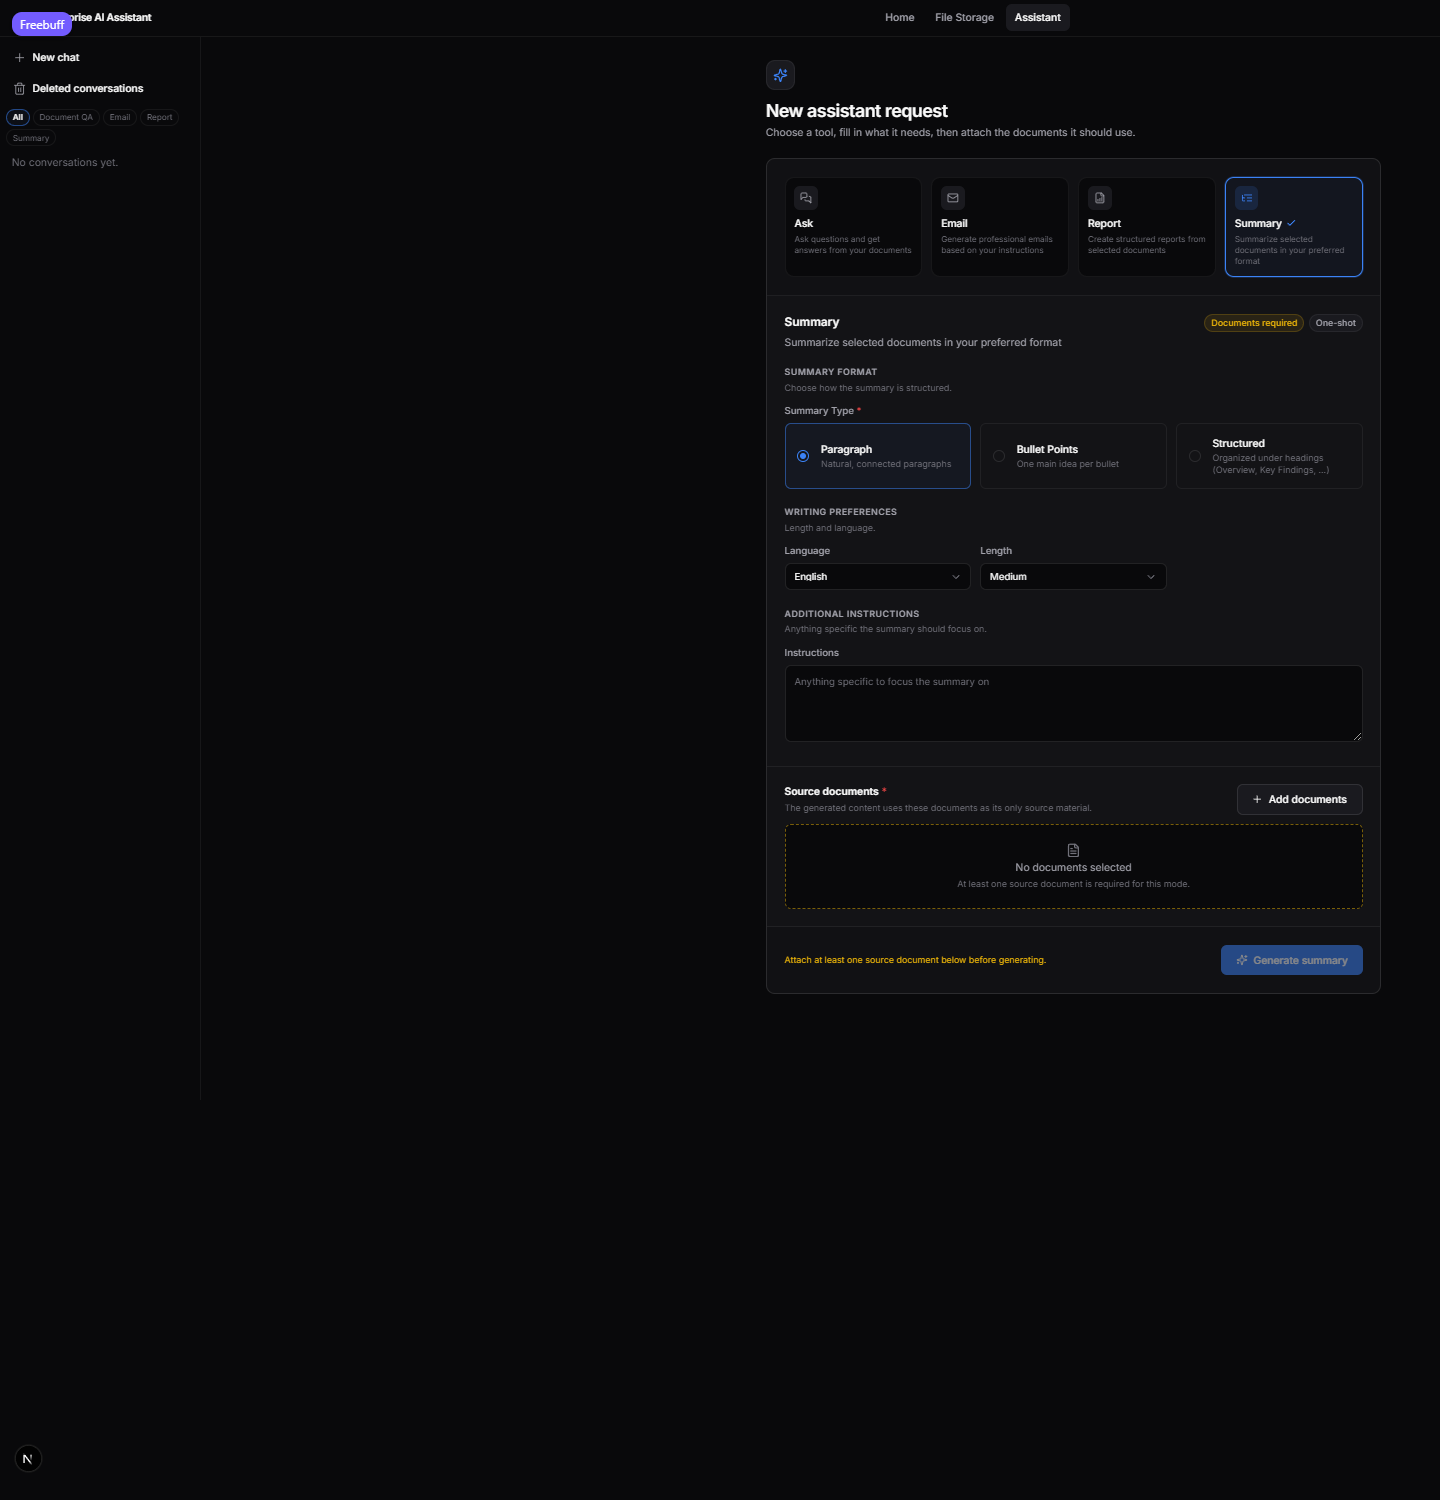 Freebuff
prise AI Assistant
Home
File Storage
Assistant
New chat
Deleted conversations
All
Document QA
Email
Report
Summary
No conversations yet.
New assistant request
Choose a tool, fill in what it needs, then attach the documents it should use.
Ask
Ask questions and get
answers from your documents
Email
Generate professional emails
based on your instructions
Report
Create structured reports from
selected documents
Summary
Summarize selected
documents in your preferred
format
Summary
Documents required
One-shot
Summarize selected documents in your preferred format
SUMMARY FORMAT
Choose how the summary is structured.
Summary Type *
Paragraph
Natural, connected paragraphs
Bullet Points
One main idea per bullet
Structured
Organized under headings
(Overview, Key Findings, ...)
WRITING PREFERENCES
Length and language.
Language
Length
English
Medium
ADDITIONAL INSTRUCTIONS
Anything specific the summary should focus on.
Instructions
Anything specific to focus the summary on
Source documents *
The generated content uses these documents as its only source material.
Add documents
No documents selected
At least one source document is required for this mode.
Attach at least one source document below before generating.
Generate summary
N